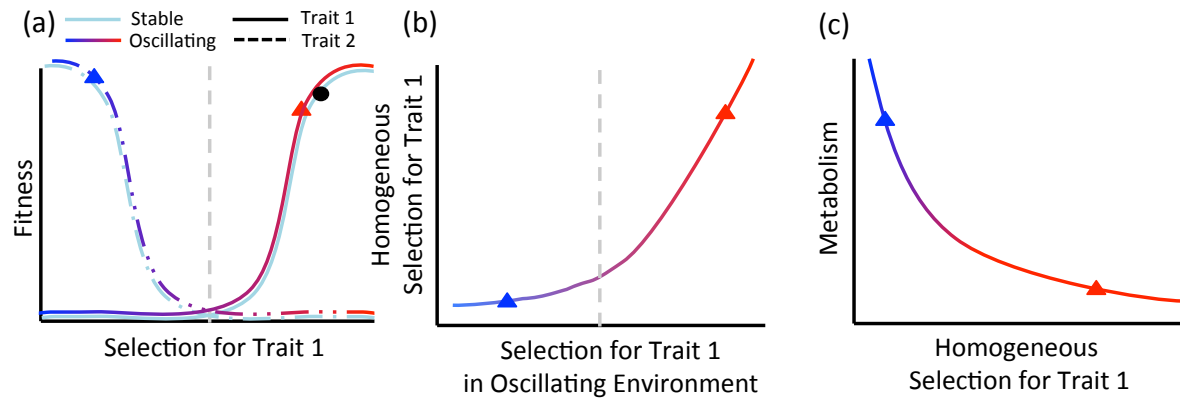 (a)
Stable
Oscillating
Trait 1
Trait 2
Fitness
Selection for Trait 1
(b)
Homogeneous
Selection for Trait 1
Selection for Trait 1
in Oscillating Environment
(c)
Metabolism
Homogeneous
Selection for Trait 1